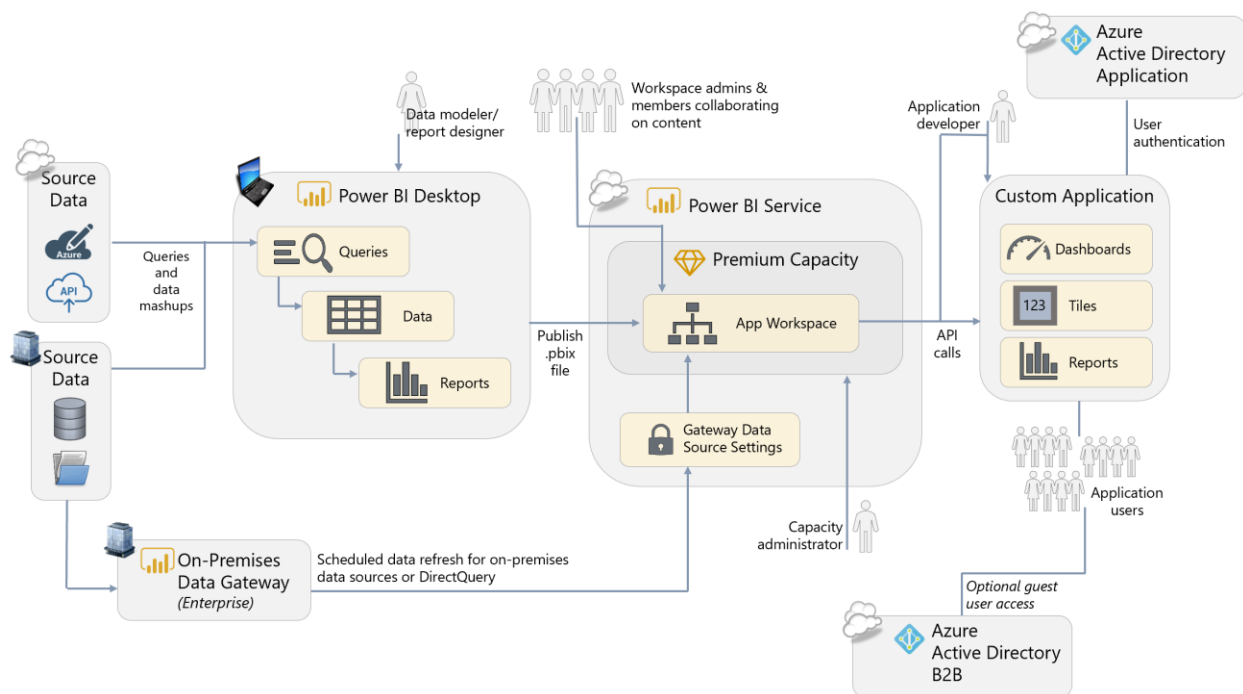 Azure
Active Directory
Application
Workspace admins &
members collaborating
on content
Data modeler/
report designer
Application
developer
User
authentication
Source
Data
Azure
API
Queries
and data
mashups
Source
Data
Power BI Desktop
Queries
Data
Reports
Publish
.pbix
file
Power BI Service
Premium Capacity
App Workspace
Gateway Data
Source Settings
API
calls
Custom Application
Dashboards
123
Tiles
Reports
Application
users
Capacity
administrator
On-Premises
Data Gateway
(Enterprise)
Scheduled data refresh for on-premises
data sources or DirectQuery
Optional guest
user access
Azure
Active Directory
B2B